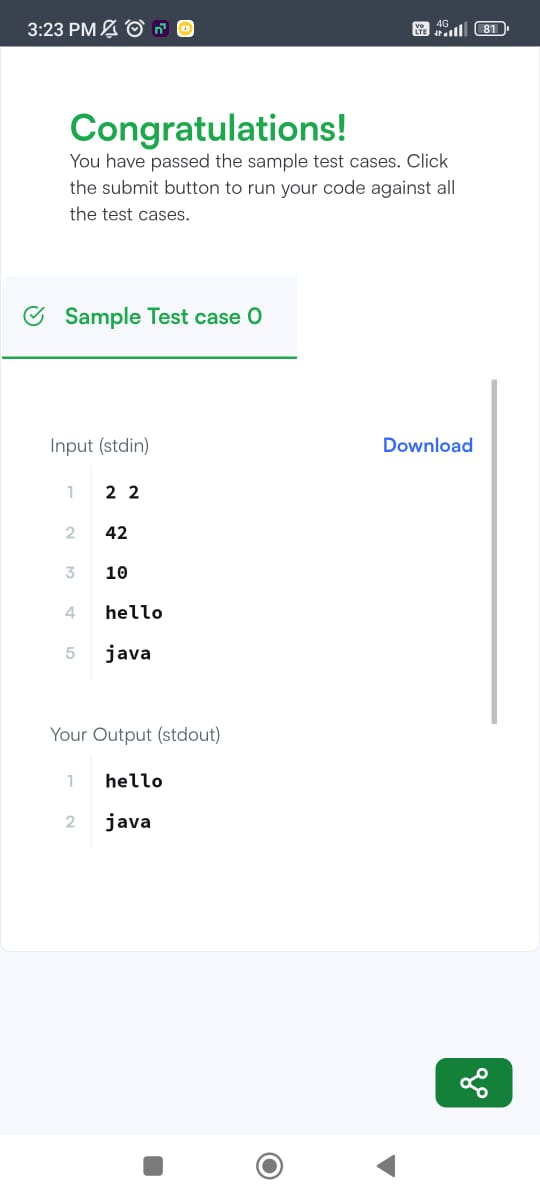 3:23 PM
Vo LTE 4G 81
Congratulations!
You have passed the sample test cases. Click
the submit button to run your code against all
the test cases.
Sample Test case 0
Input (stdin) Download
1 2 2
2 42
3 10
4 hello
5 java
Your Output (stdout)
1 hello
2 java